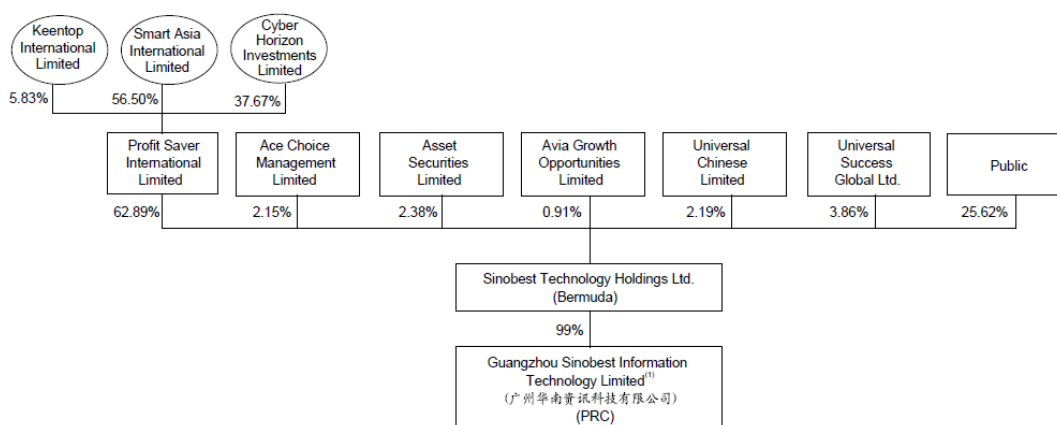 Keentop
International
Limited
Smart Asia
International
Limited
Cyber
Horizon
Investments
Limited
5.83%
56.50%
37.67%
Profit Saver
International
Limited
Ace Choice
Management
Limited
Asset
Securities
Limited
Avia Growth
Opportunities
Limited
Universal
Chinese
Limited
Universal
Success
Global Ltd.
Public
62.89%
2.15%
2.38%
0.91%
2.19%
3.86%
25.62%
Sinobest Technology Holdings Ltd.
(Bermuda)
99%
Guangzhou Sinobest Information
Technology Limited(1)
(广州华南资讯科技有限公司)
(PRC)